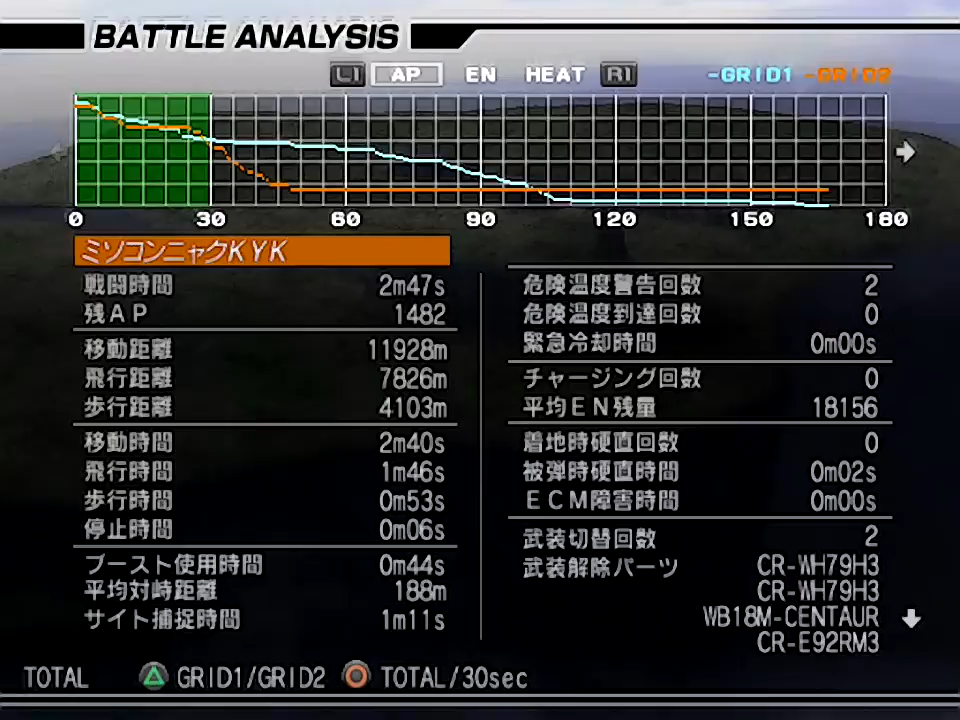 BATTLE ANALYSIS
L1 AP EN HEAT R1 -GRID1 -GRID2
0 30 60 90 120 150 180
ミソコンニャクKYK
戦闘時間 2m47s
残AP 1482
移動距離 11928m
飛行距離 7826m
歩行距離 4103m
移動時間 2m40s
飛行時間 1m46s
歩行時間 0m53s
停止時間 0m06s
ブースト使用時間 0m44s
平均対峙距離 188m
サイト捕捉時間 1m11s
危険温度警告回数 2
危険温度到達回数 0
緊急冷却時間 0m00s
チャージング回数 0
平均EN残量 18156
着地時硬直回数 0
被弾時硬直時間 0m02s
ECM障害時間 0m00s
武装切替回数 2
武装解除パーツ CR-WH79H3
CR-WH79H3
WB18M-CENTAUR
CR-E92RM3
TOTAL GRID1/GRID2 TOTAL/30sec